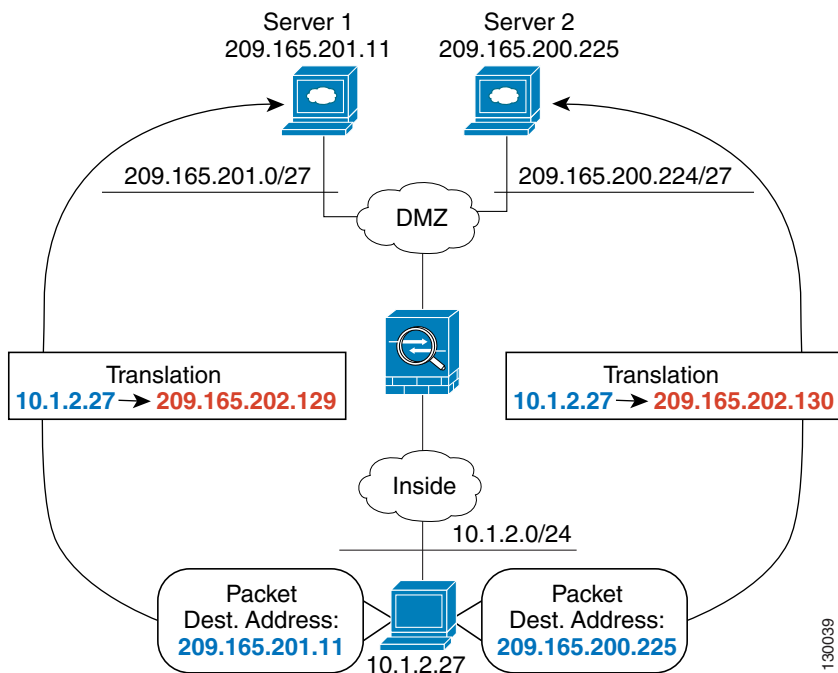 Server 1
209.165.201.11
Server 2
209.165.200.225
209.165.201.0/27
209.165.200.224/27
DMZ
Translation
10.1.2.27 209.165.202.129
Translation
10.1.2.27 209.165.202.130
Inside
10.1.2.0/24
Packet
Dest. Address:
209.165.201.11
Packet
Dest. Address:
209.165.200.225
10.1.2.27
130039